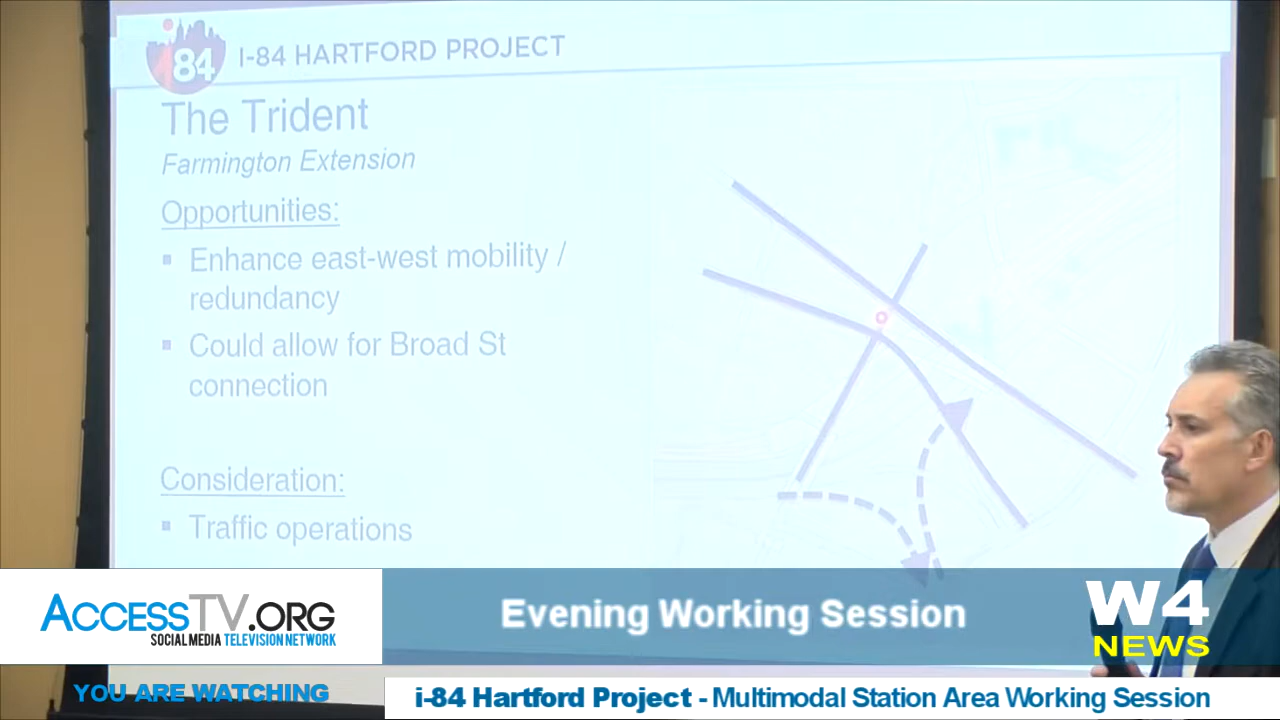 i84
I-84 HARTFORD PROJECT
The Trident
Farmington Extension
Opportunities:
▪ Enhance east-west mobility /
redundancy
▪ Could allow for Broad St
connection
Consideration:
▪ Traffic operations
ACCESSTV.ORG
SOCIAL MEDIA TELEVISION NETWORK
Evening Working Session
W4
NEWS
YOU ARE WATCHING
i-84 Hartford Project - Multimodal Station Area Working Session